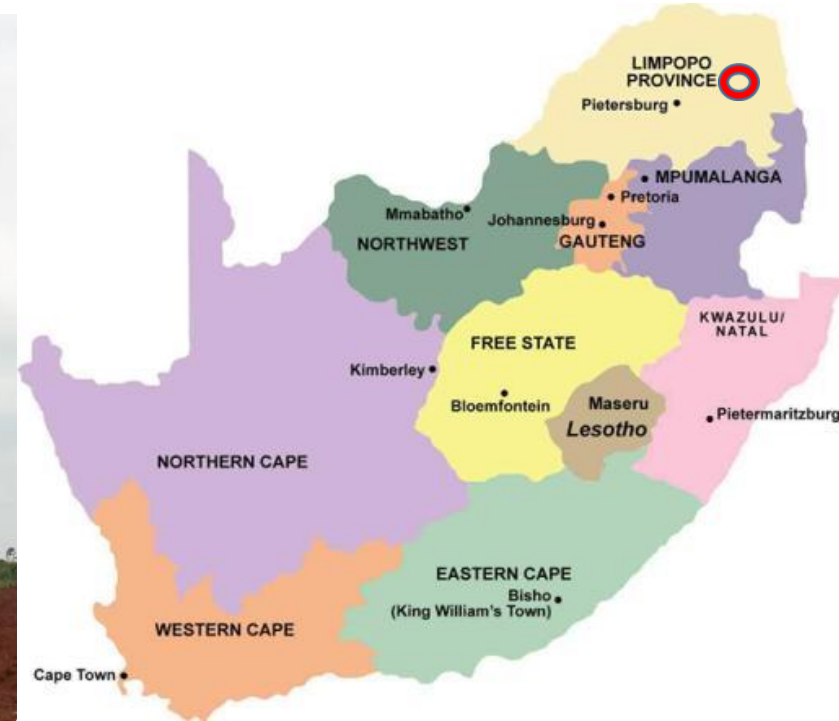 LIMPOPO
PROVINCE
Pietersburg
MPUMALANGA
Pretoria
Mmabatho
Johannesburg
NORTHWEST
GAUTENG
KWAZULU/
NATAL
FREE STATE
Kimberley
Bloemfontein
Maseru
Lesotho
Pietermaritzburg
NORTHERN CAPE
EASTERN CAPE
Bisho
(King William's Town)
WESTERN CAPE
Cape Town